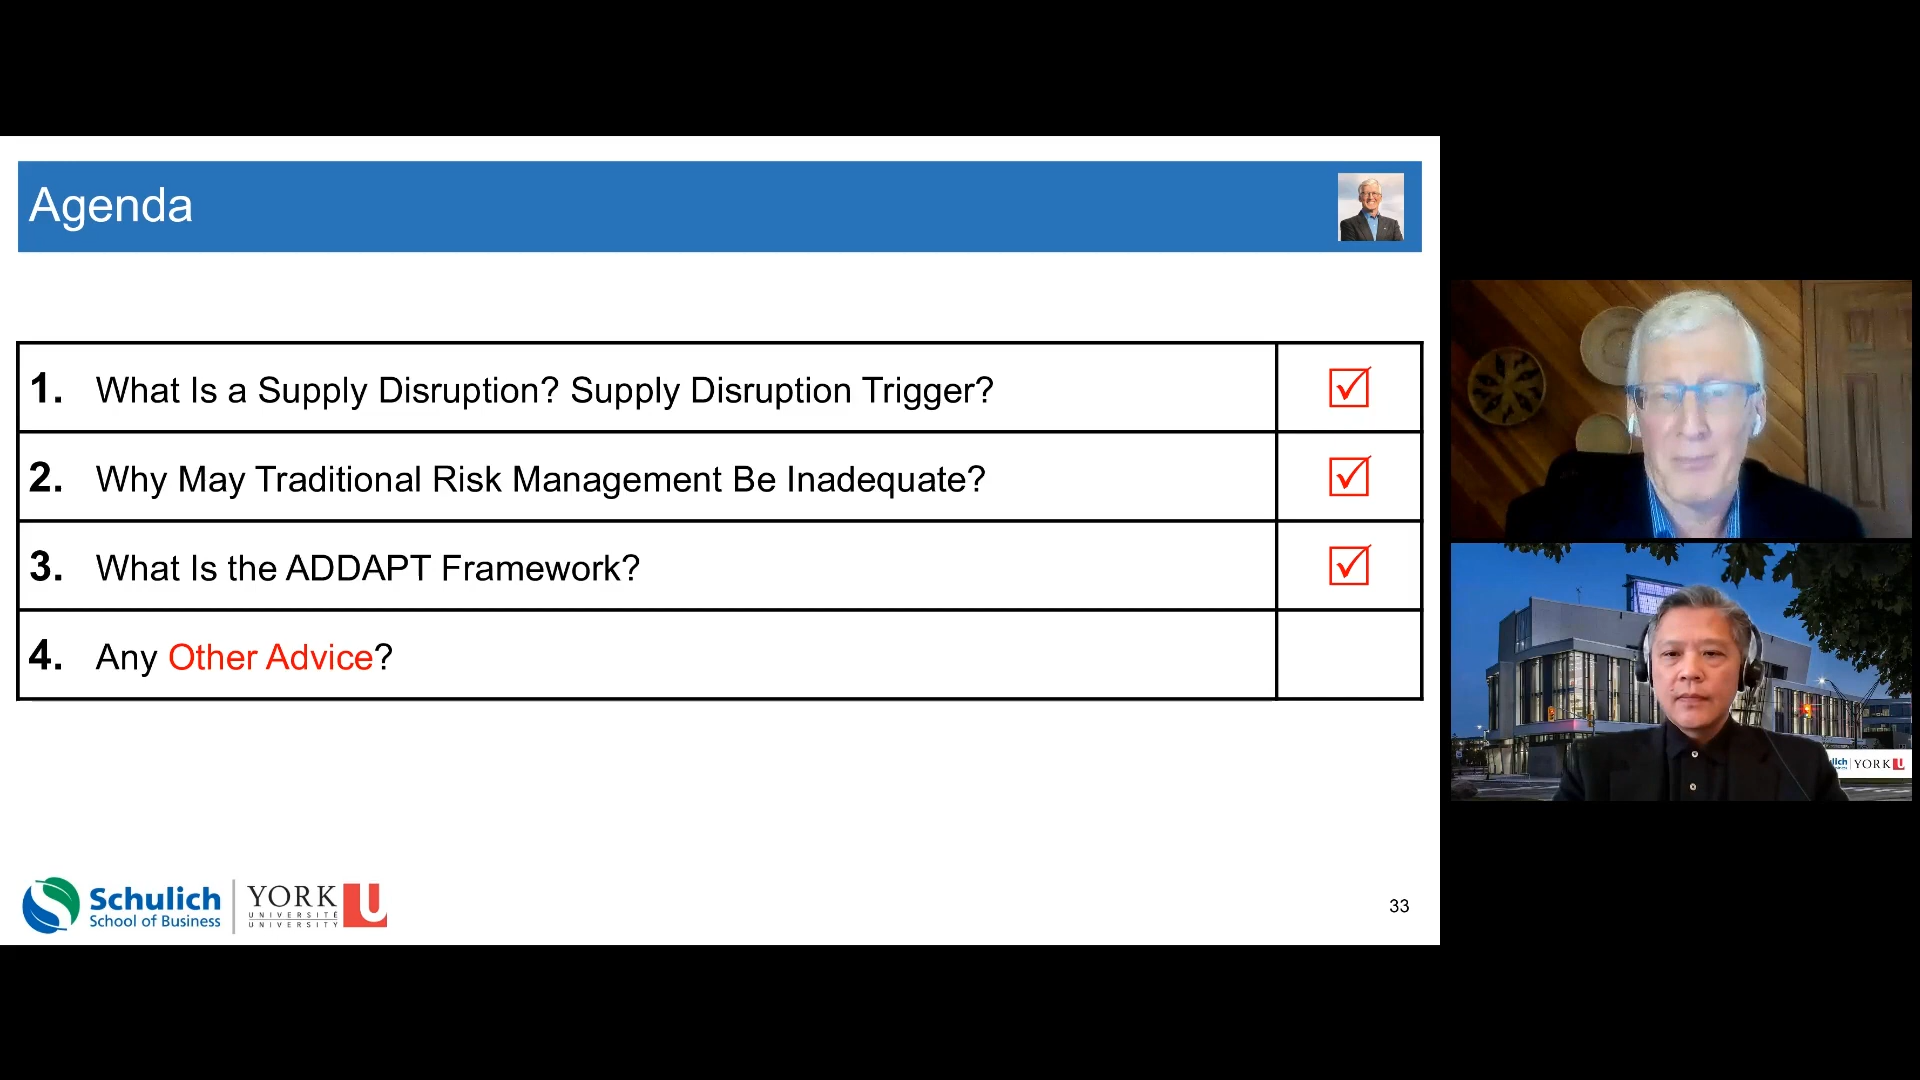 Agenda
1. What Is a Supply Disruption? Supply Disruption Trigger?
2. Why May Traditional Risk Management Be Inadequate?
3. What Is the ADDAPT Framework?
4. Any Other Advice?
Schulich
School of Business
YORK U
UNIVERSITÉ
UNIVERSITY
33
YORK U